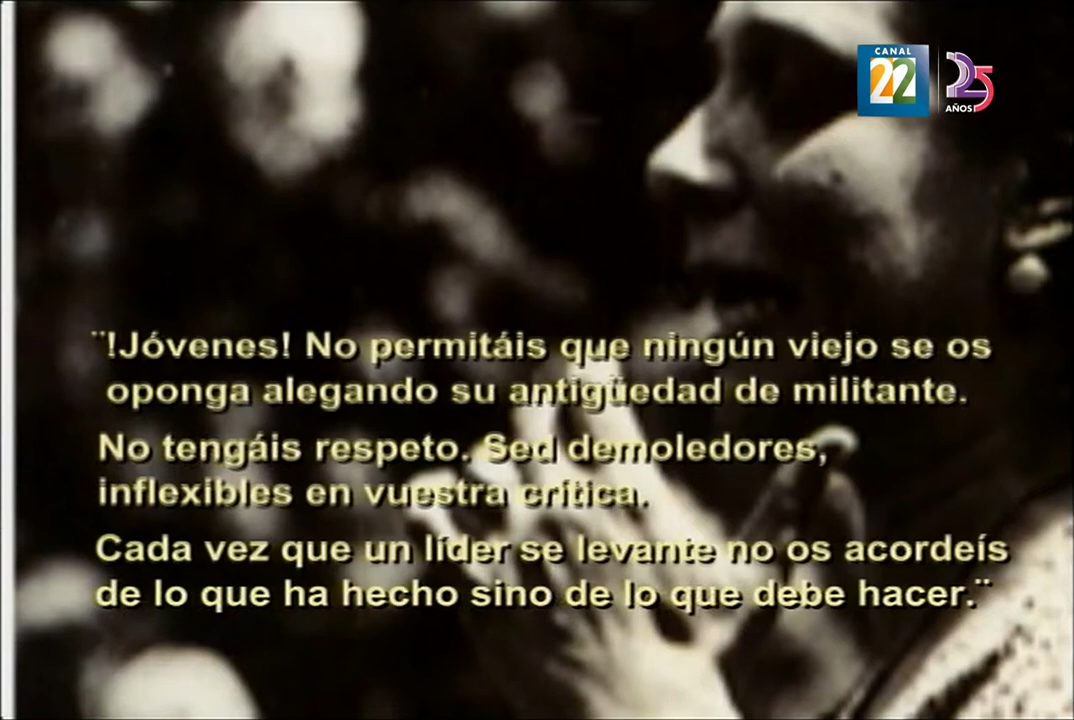 CANAL
22
25
AÑOS
¨!Jóvenes! No permitáis que ningún viejo se os
oponga alegando su antigüedad de militante.
No tengáis respeto. Sed demoledores,
inflexibles en vuestra crítica.
Cada vez que un líder se levante no os acordeís
de lo que ha hecho sino de lo que debe hacer.¨